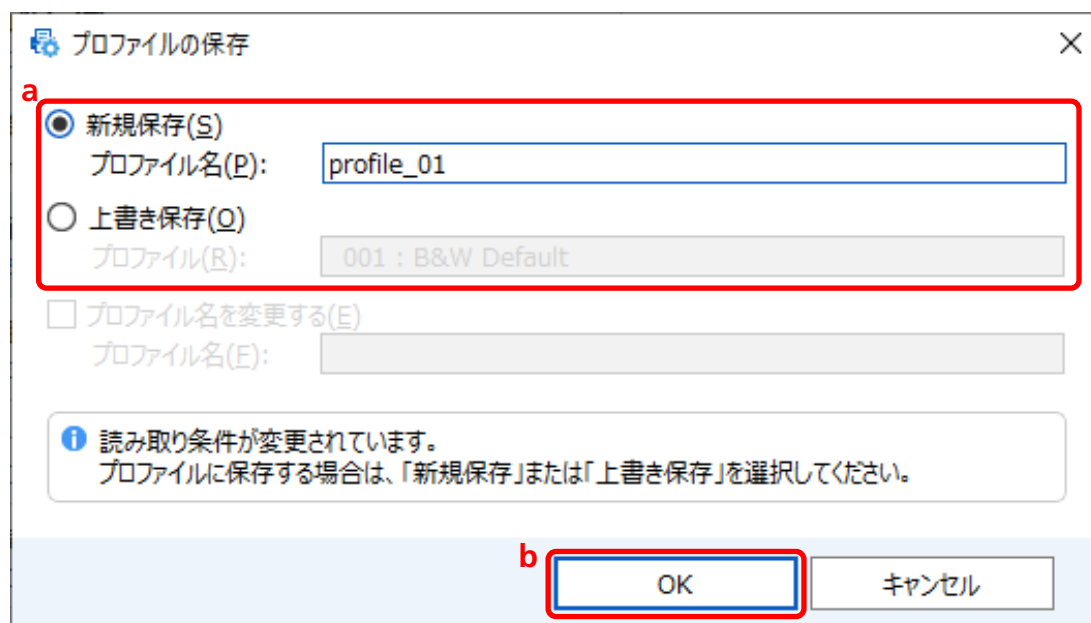 プロファイルの保存
a
新規保存(S)
プロファイル名(P): profile_01
上書き保存(O)
プロファイル(R): 001 : B&W Default
プロファイル名を変更する(E)
プロファイル名(F):
読み取り条件が変更されています。
プロファイルに保存する場合は、「新規保存」または「上書き保存」を選択してください。
b
OK キャンセル